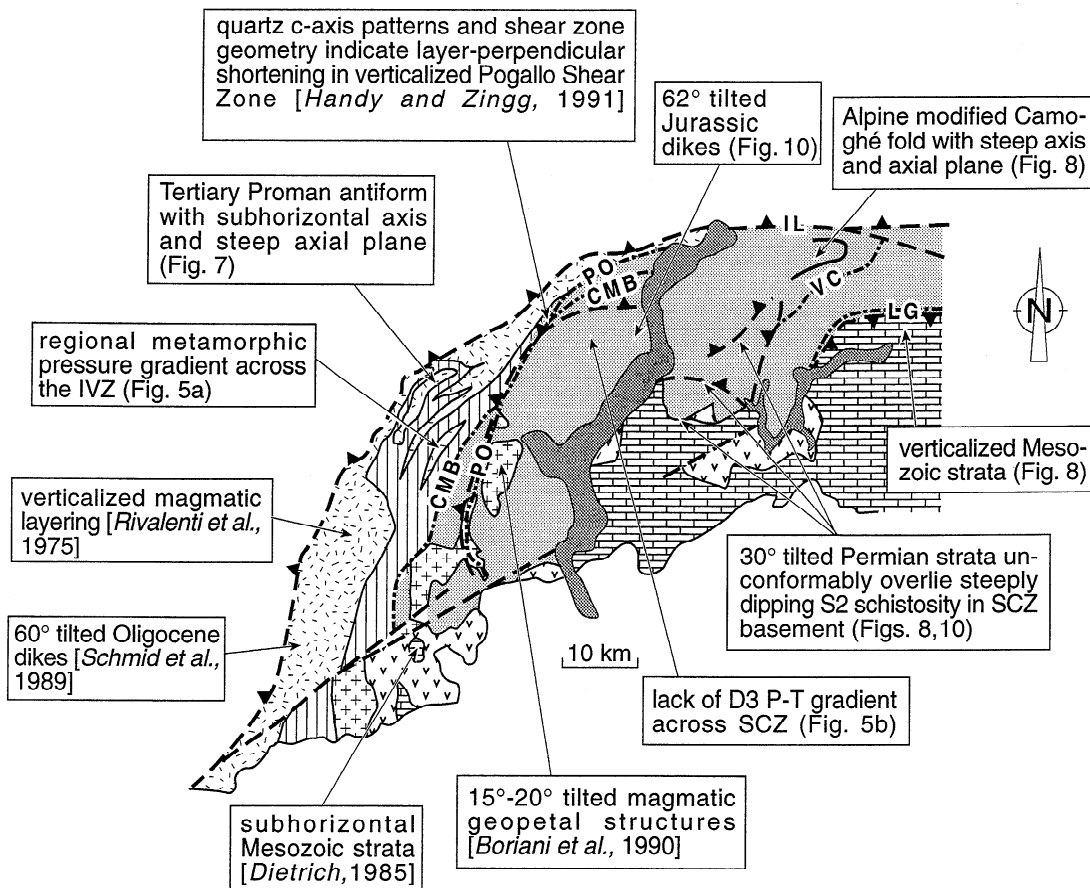 quartz c-axis patterns and shear zone
geometry indicate layer-perpendicular
shortening in verticalized Pogallo Shear
Zone [Handy and Zingg, 1991]
62° tilted
Jurassic
dikes (Fig. 10)
Alpine modified Camo-
ghé fold with steep axis
and axial plane (Fig. 8)
Tertiary Proman antiform
with subhorizontal axis
and steep axial plane
(Fig. 7)
IL
PO
CMB
VC
LG
N
regional metamorphic
pressure gradient across
the IVZ (Fig. 5a)
CMB
PO
verticalized Meso-
zoic strata (Fig. 8)
verticalized magmatic
layering [Rivalenti et al.,
1975]
30° tilted Permian strata un-
conformably overlie steeply
dipping S2 schistosity in SCZ
basement (Figs. 8,10)
60° tilted Oligocene
dikes [Schmid et al.,
1989]
10 km
lack of D3 P-T gradient
across SCZ (Fig. 5b)
subhorizontal
Mesozoic strata
[Dietrich,1985]
15°-20° tilted magmatic
geopetal structures
[Boriani et al., 1990]